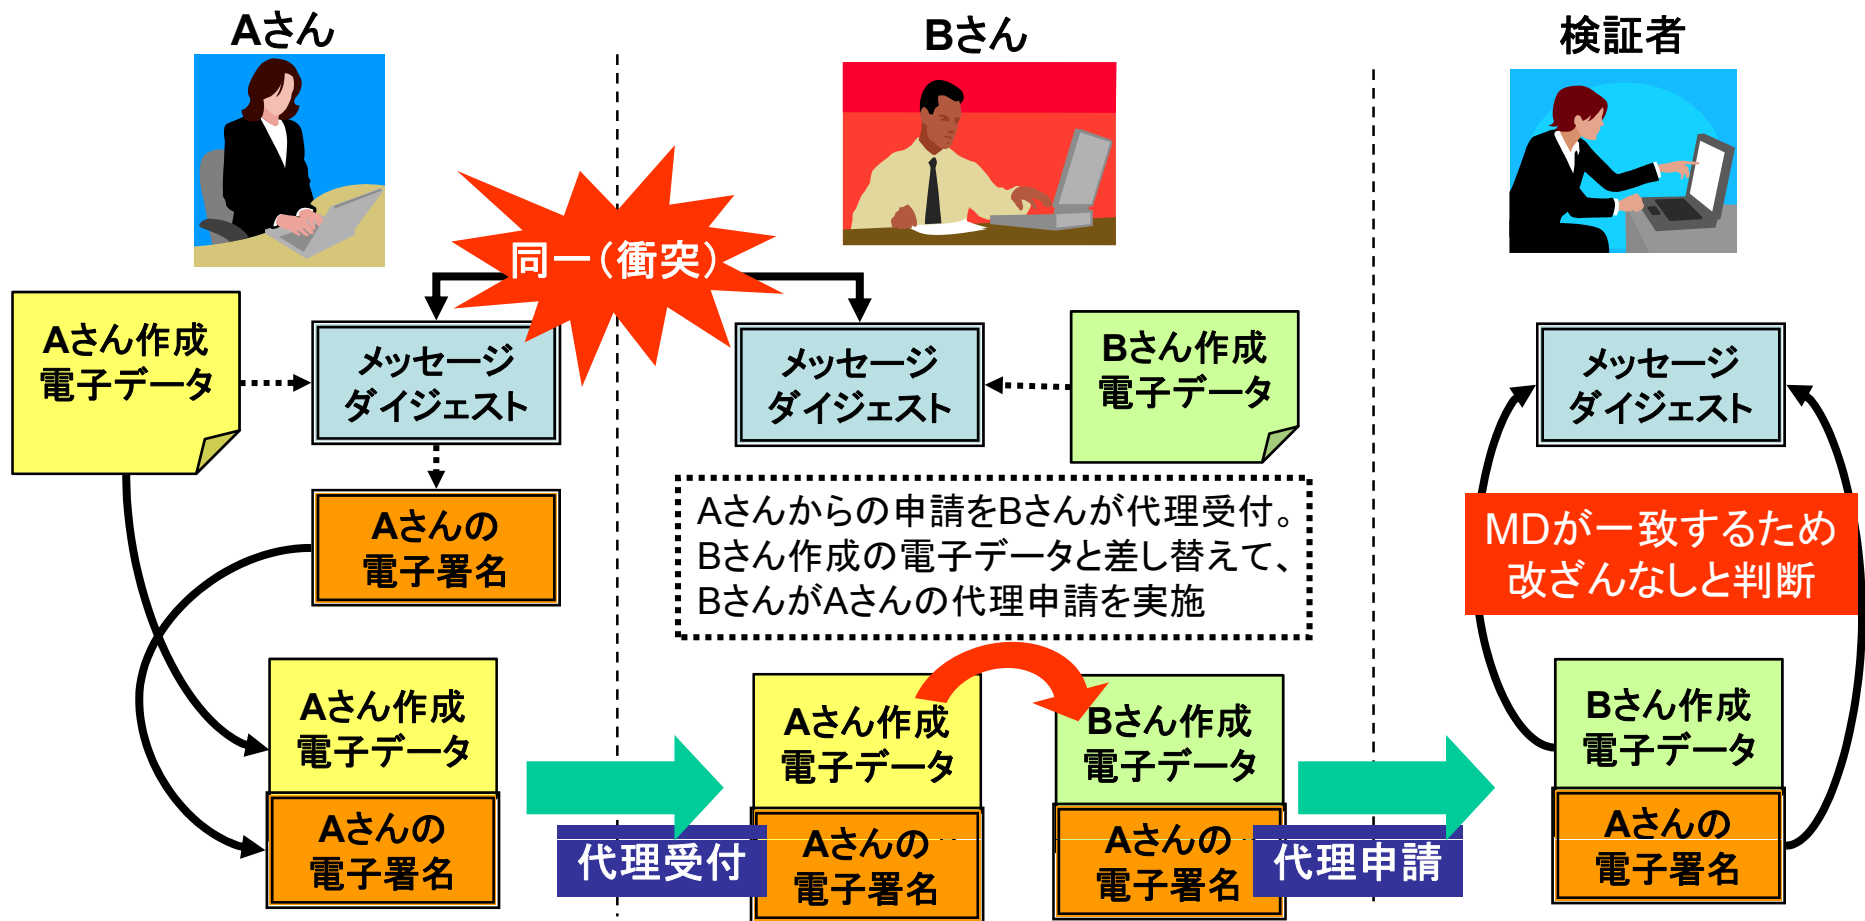 Aさん
Bさん
検証者
同一(衝突)
Aさん作成
電子データ
メッセージ
ダイジェスト
メッセージ
ダイジェスト
Bさん作成
電子データ
メッセージ
ダイジェスト
Aさんの
電子署名
Aさんからの申請をBさんが代理受付。
Bさん作成の電子データと差し替えて、
BさんがAさんの代理申請を実施
MDが一致するため
改ざんなしと判断
Aさん作成
電子データ
Aさんの
電子署名
代理受付
Aさん作成
電子データ
Aさんの
電子署名
Bさん作成
電子データ
Aさんの
電子署名
代理申請
Bさん作成
電子データ
Aさんの
電子署名